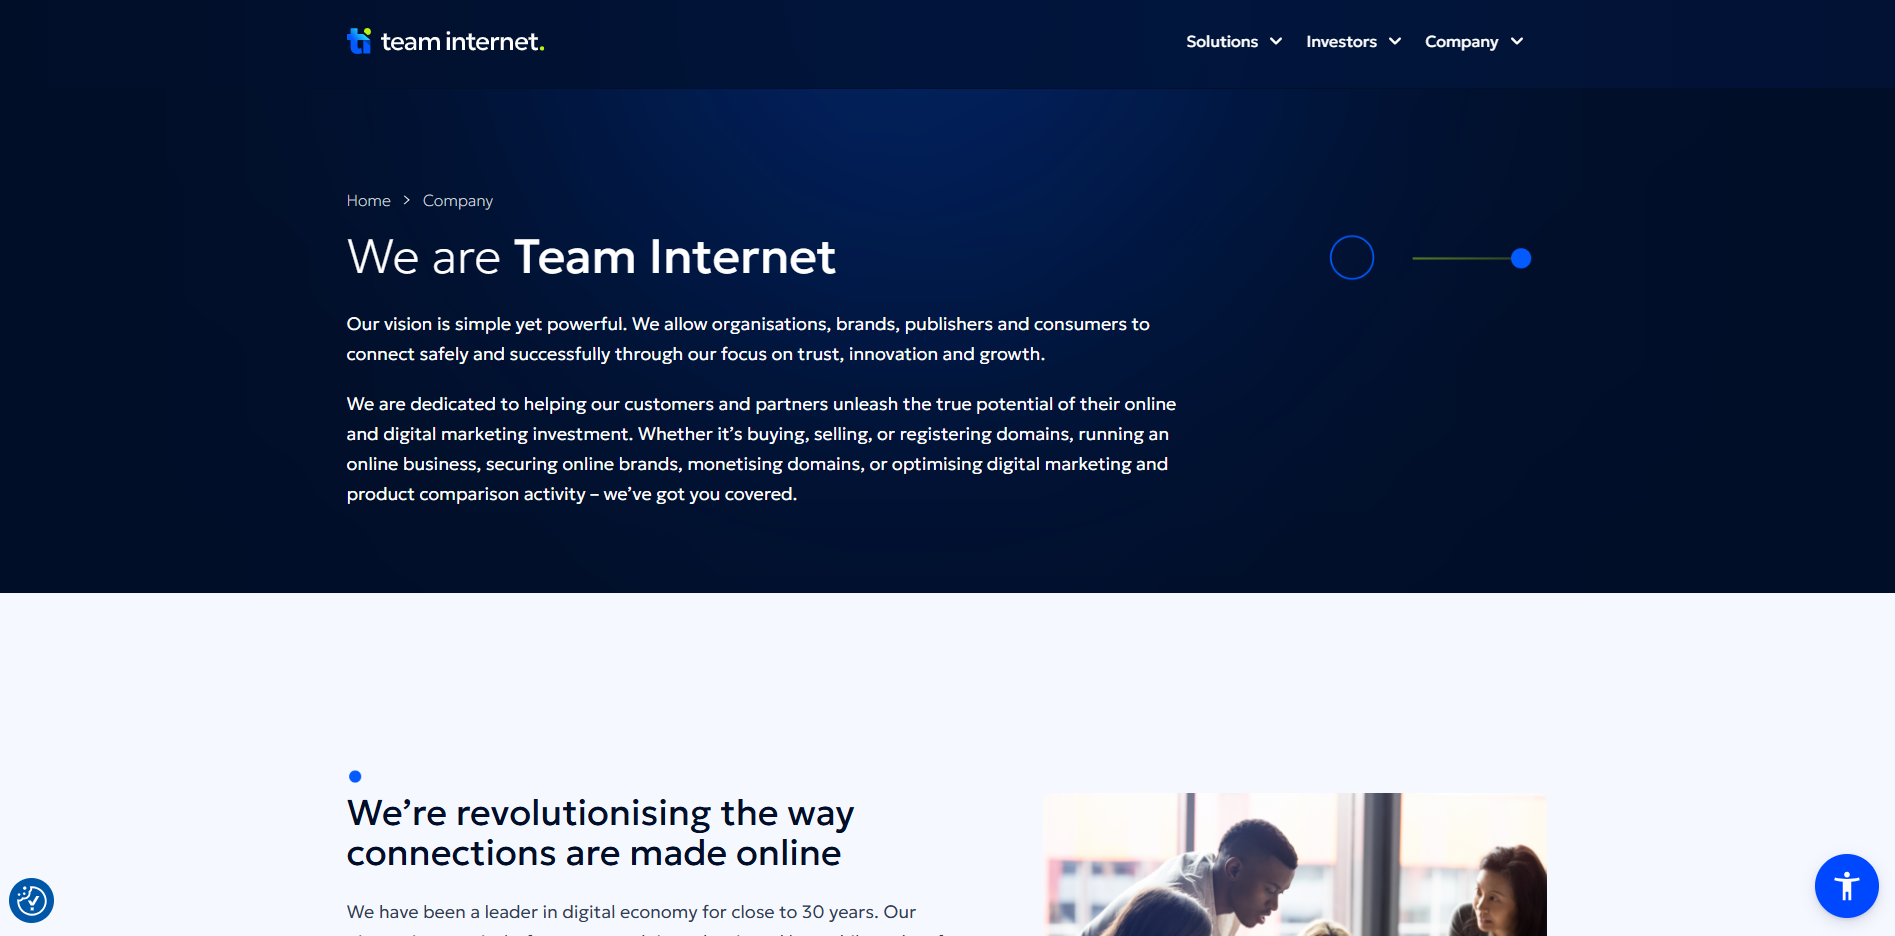 team internet.
Solutions
Investors
Company
Home > Company
We are Team Internet
Our vision is simple yet powerful. We allow organisations, brands, publishers and consumers to
connect safely and successfully through our focus on trust, innovation and growth.
We are dedicated to helping our customers and partners unleash the true potential of their online
and digital marketing investment. Whether it’s buying, selling, or registering domains, running an
online business, securing online brands, monetising domains, or optimising digital marketing and
product comparison activity – we’ve got you covered.
We’re revolutionising the way
connections are made online
We have been a leader in digital economy for close to 30 years. Our